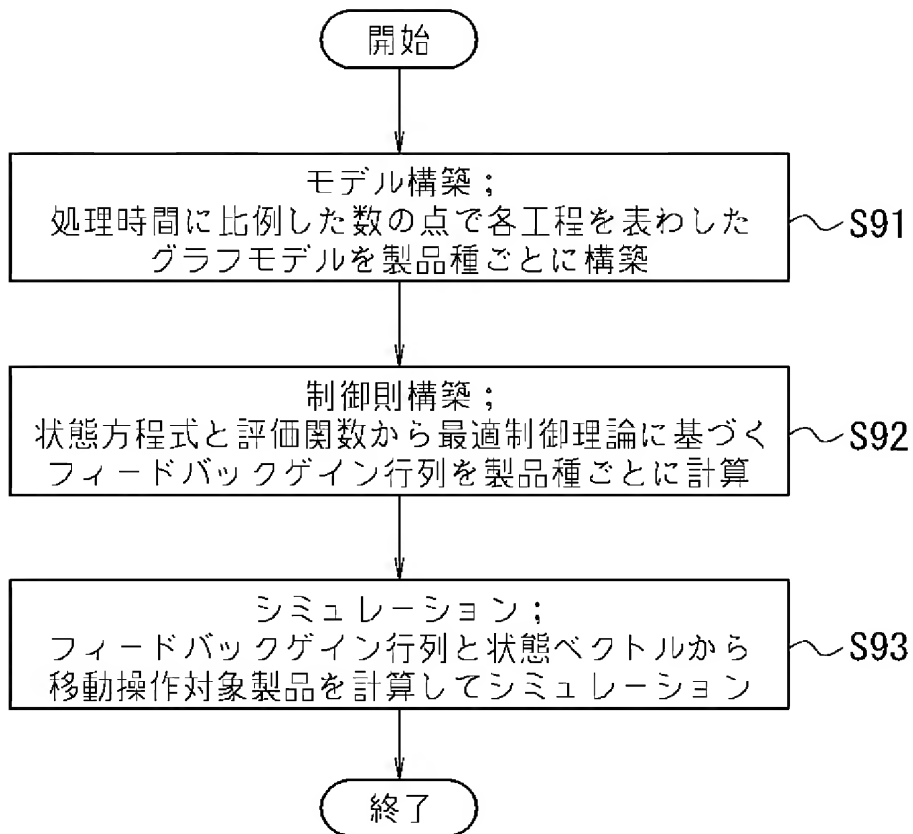 開始
モデル構築；
処理時間に比例した数の点で各工程を表わした
グラフモデルを製品種ごとに構築
S91
制御則構築；
状態方程式と評価関数から最適制御理論に基づく
フィードバックゲイン行列を製品種ごとに計算
S92
シミュレーション；
フィードバックゲイン行列と状態ベクトルから
移動操作対象製品を計算してシミュレーション
S93
終了